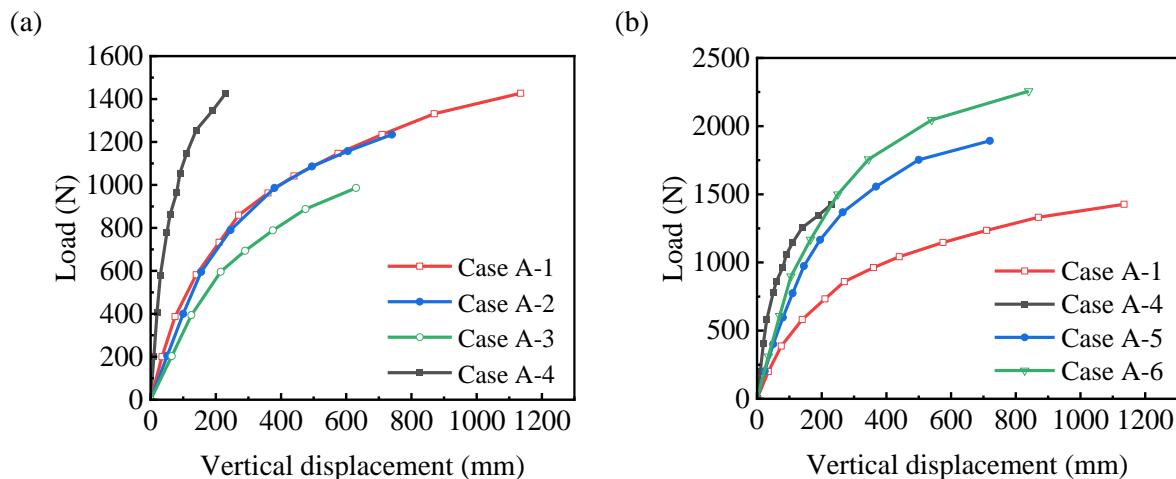 (a)
1600
1400
1200
1000
800
600
400
200
0
Load (N)
Case A-1
Case A-2
Case A-3
Case A-4
0 200 400 600 800 1000 1200
Vertical displacement (mm)
(b)
2500
2000
1500
1000
500
0
Load (N)
Case A-1
Case A-4
Case A-5
Case A-6
0 200 400 600 800 1000 1200
Vertical displacement (mm)